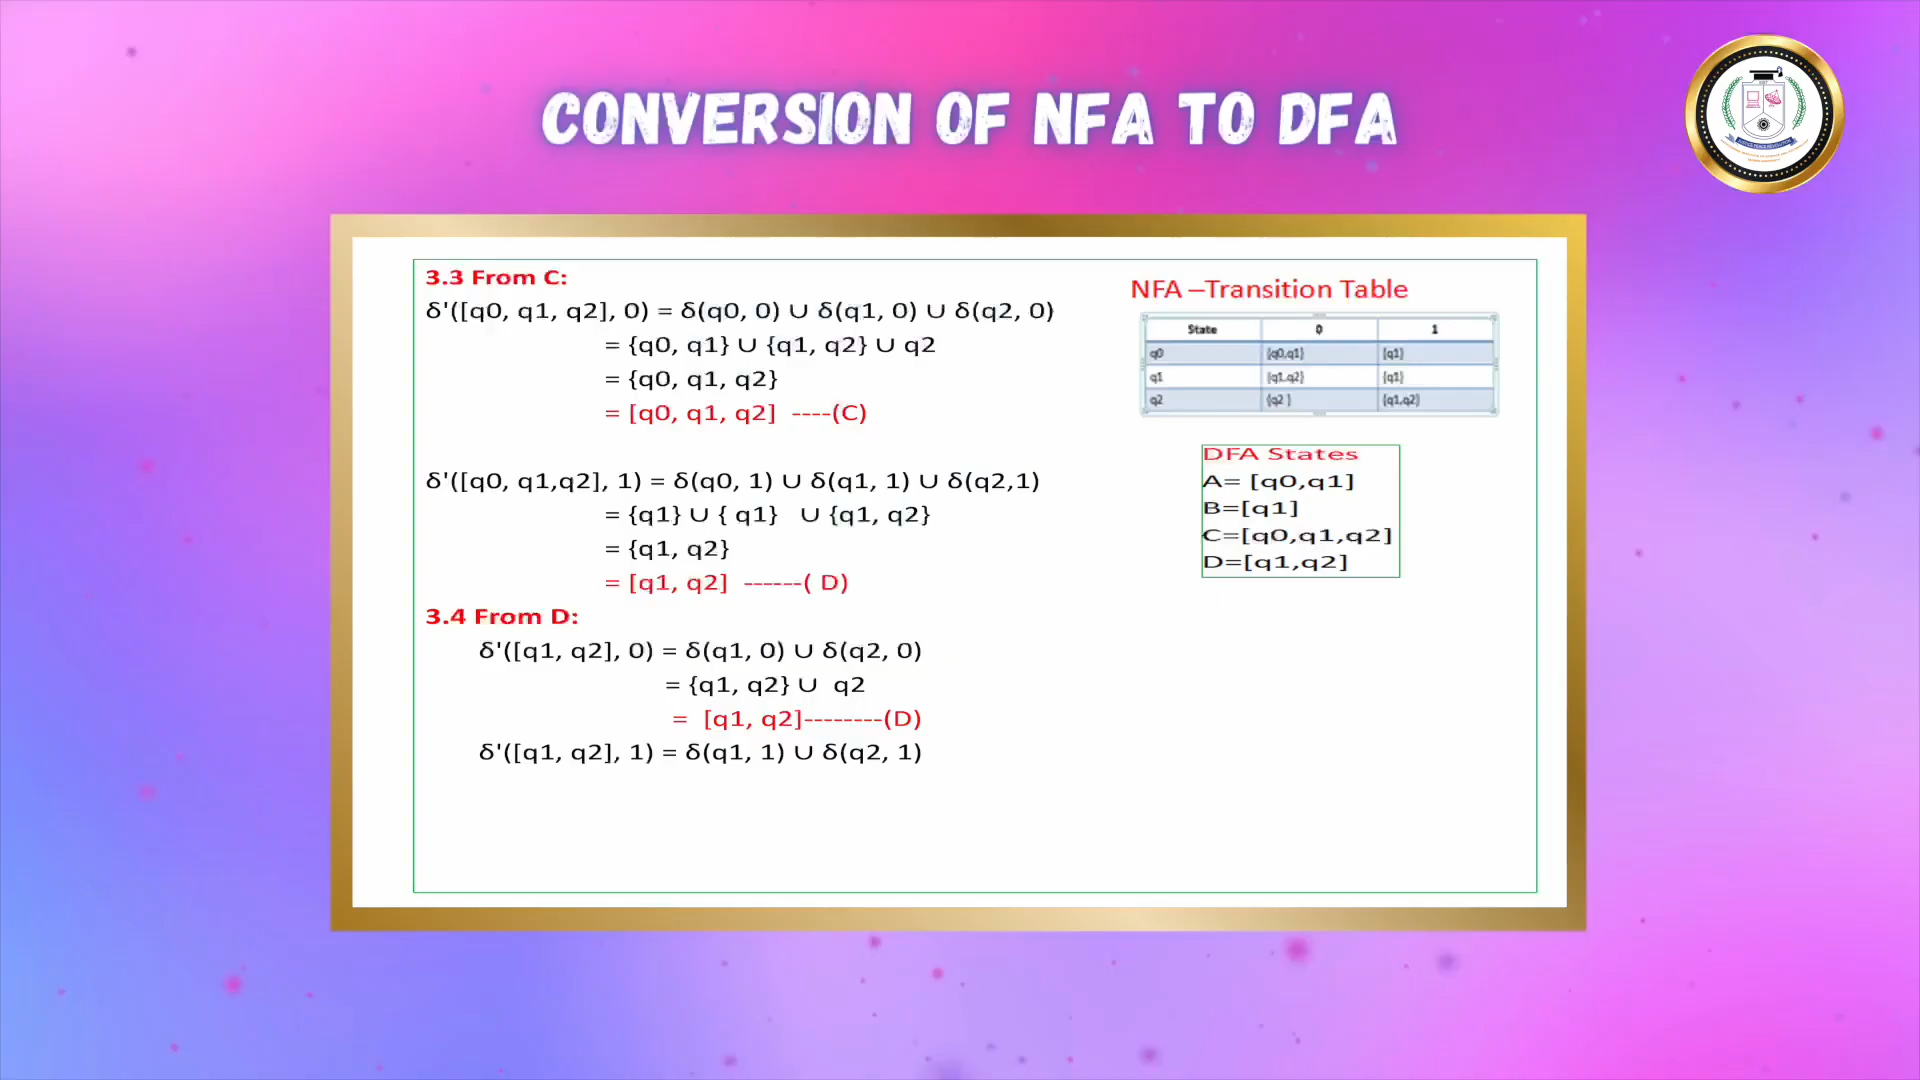 CONVERSION OF NFA TO DFA
3.3 From C:
δ'([q0, q1, q2], 0) = δ(q0, 0) ∪ δ(q1, 0) ∪ δ(q2, 0)
= {q0, q1} ∪ {q1, q2} ∪ q2
= {q0, q1, q2}
= [q0, q1, q2] ----(C)
δ'([q0, q1,q2], 1) = δ(q0, 1) ∪ δ(q1, 1) ∪ δ(q2,1)
= {q1} ∪ { q1} ∪ {q1, q2}
= {q1, q2}
= [q1, q2] ------( D)
3.4 From D:
δ'([q1, q2], 0) = δ(q1, 0) ∪ δ(q2, 0)
= {q1, q2} ∪ q2
= [q1, q2]--------(D)
δ'([q1, q2], 1) = δ(q1, 1) ∪ δ(q2, 1)
NFA –Transition Table
State 0 1
q0 {q0,q1} {q1}
q1 {q1,q2} {q1}
q2 {q2 } {q1,q2}
DFA States
A= [q0,q1]
B=[q1]
C=[q0,q1,q2]
D=[q1,q2]